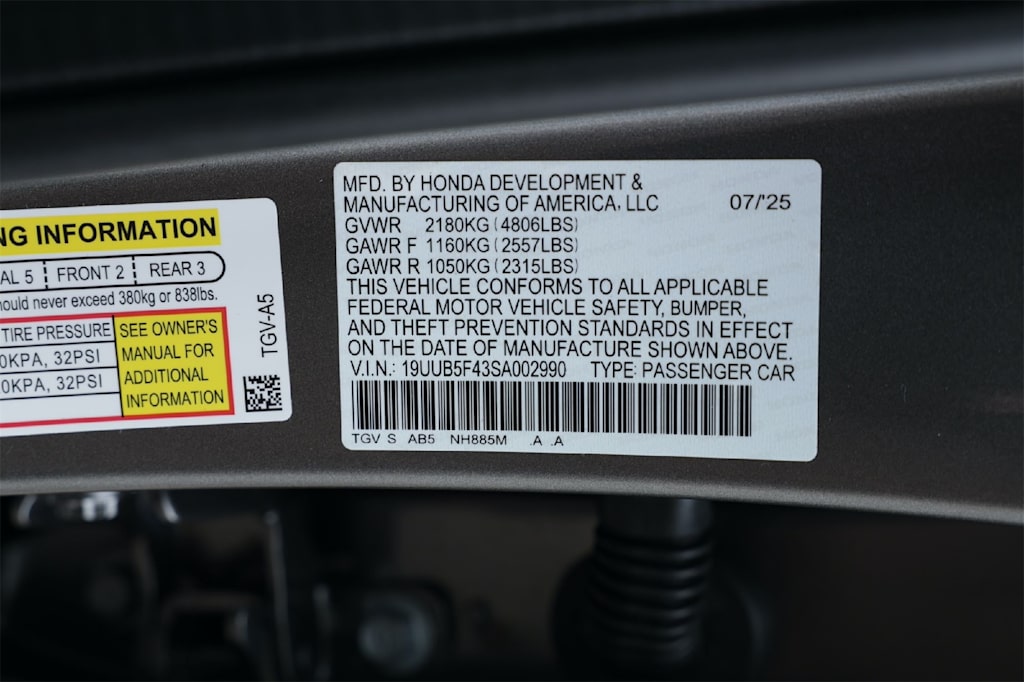 NG INFORMATION
AL 5 FRONT 2 REAR 3
ould never exceed 380kg or 838lbs.
TIRE PRESSURE
0KPA, 32PSI
0KPA, 32PSI
SEE OWNER'S
MANUAL FOR
ADDITIONAL
INFORMATION
TGV-A5
MFD. BY HONDA DEVELOPMENT &
MANUFACTURING OF AMERICA, LLC 07/'25
GVWR 2180KG (4806LBS)
GAWR F 1160KG (2557LBS)
GAWR R 1050KG (2315LBS)
THIS VEHICLE CONFORMS TO ALL APPLICABLE
FEDERAL MOTOR VEHICLE SAFETY, BUMPER,
AND THEFT PREVENTION STANDARDS IN EFFECT
ON THE DATE OF MANUFACTURE SHOWN ABOVE.
V.I.N.: 19UUB5F43SA002990 TYPE: PASSENGER CAR
TGV S AB5 NH885M .A .A